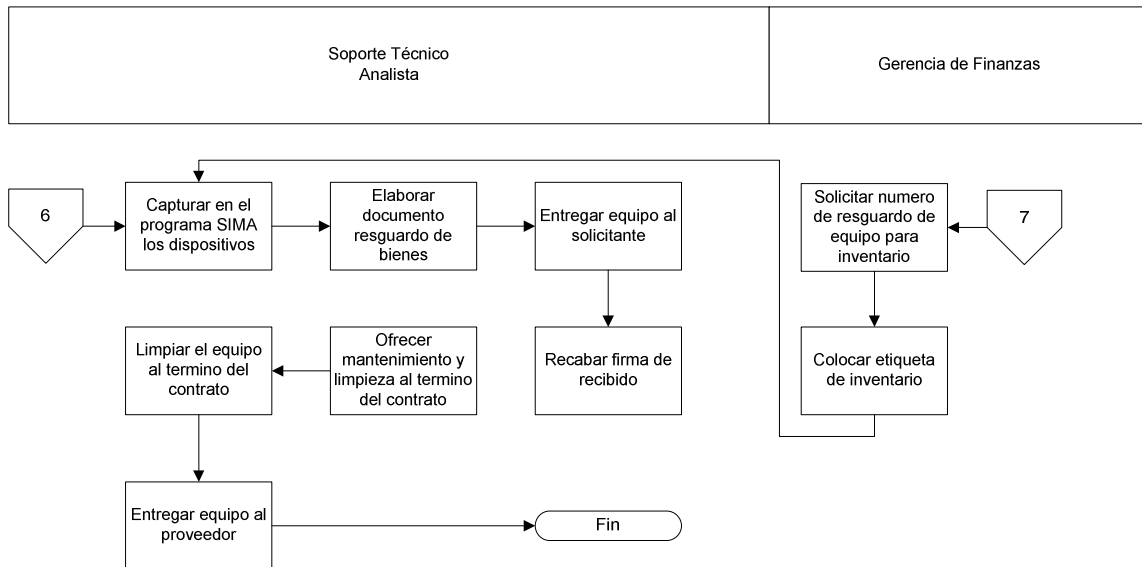 Soporte Técnico
Analista
Gerencia de Finanzas
6
Capturar en el
programa SIMA
los dispositivos
Elaborar
documento
resguardo de
bienes
Entregar equipo al
solicitante
Solicitar numero
de resguardo de
equipo para
inventario
7
Limpiar el equipo
al termino del
contrato
Ofrecer
mantenimiento y
limpieza al termino
del contrato
Recabar firma de
recibido
Colocar etiqueta
de inventario
Entregar equipo al
proveedor
Fin